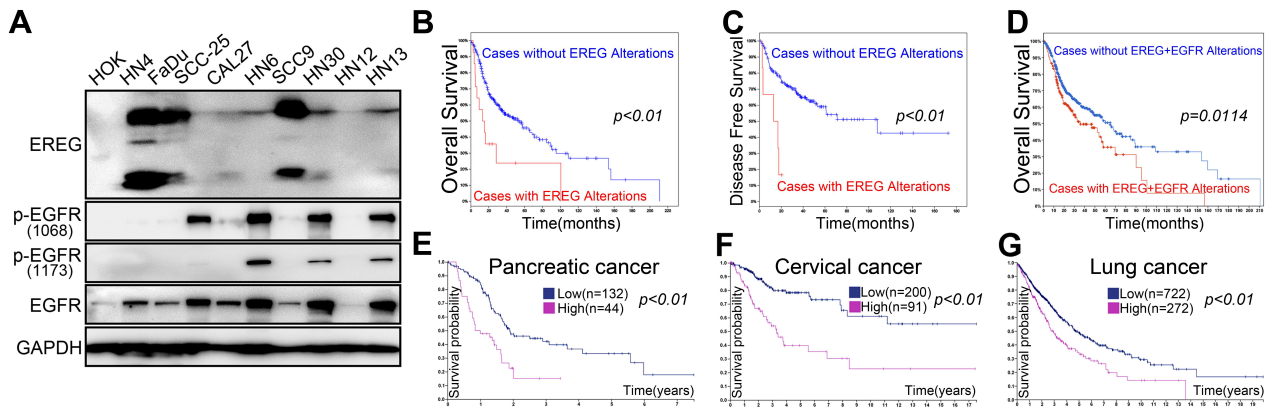 A
HOK
HN4
FaDu
SCC-25
CAL27
HN6
SCC9
HN30
HN12
HN13
EREG
p-EGFR
(1068)
p-EGFR
(1173)
EGFR
GAPDH
B
Overall Survival
Cases without EREG Alterations
p<0.01
Cases with EREG Alterations
Time(months)
C
Disease Free Survival
Cases without EREG Alterations
p<0.01
Cases with EREG Alterations
Time(months)
D
Overall Survival
Cases without EREG+EGFR Alterations
p=0.0114
Cases with EREG+EGFR Alterations
Time(months)
E
Pancreatic cancer
Survival probability
Low(n=132)
High(n=44)
p<0.01
Time(years)
F
Cervical cancer
Survival probability
Low(n=200)
High(n=91)
p<0.01
Time(years)
G
Lung cancer
Survival probability
Low(n=722)
High(n=272)
p<0.01
Time(years)